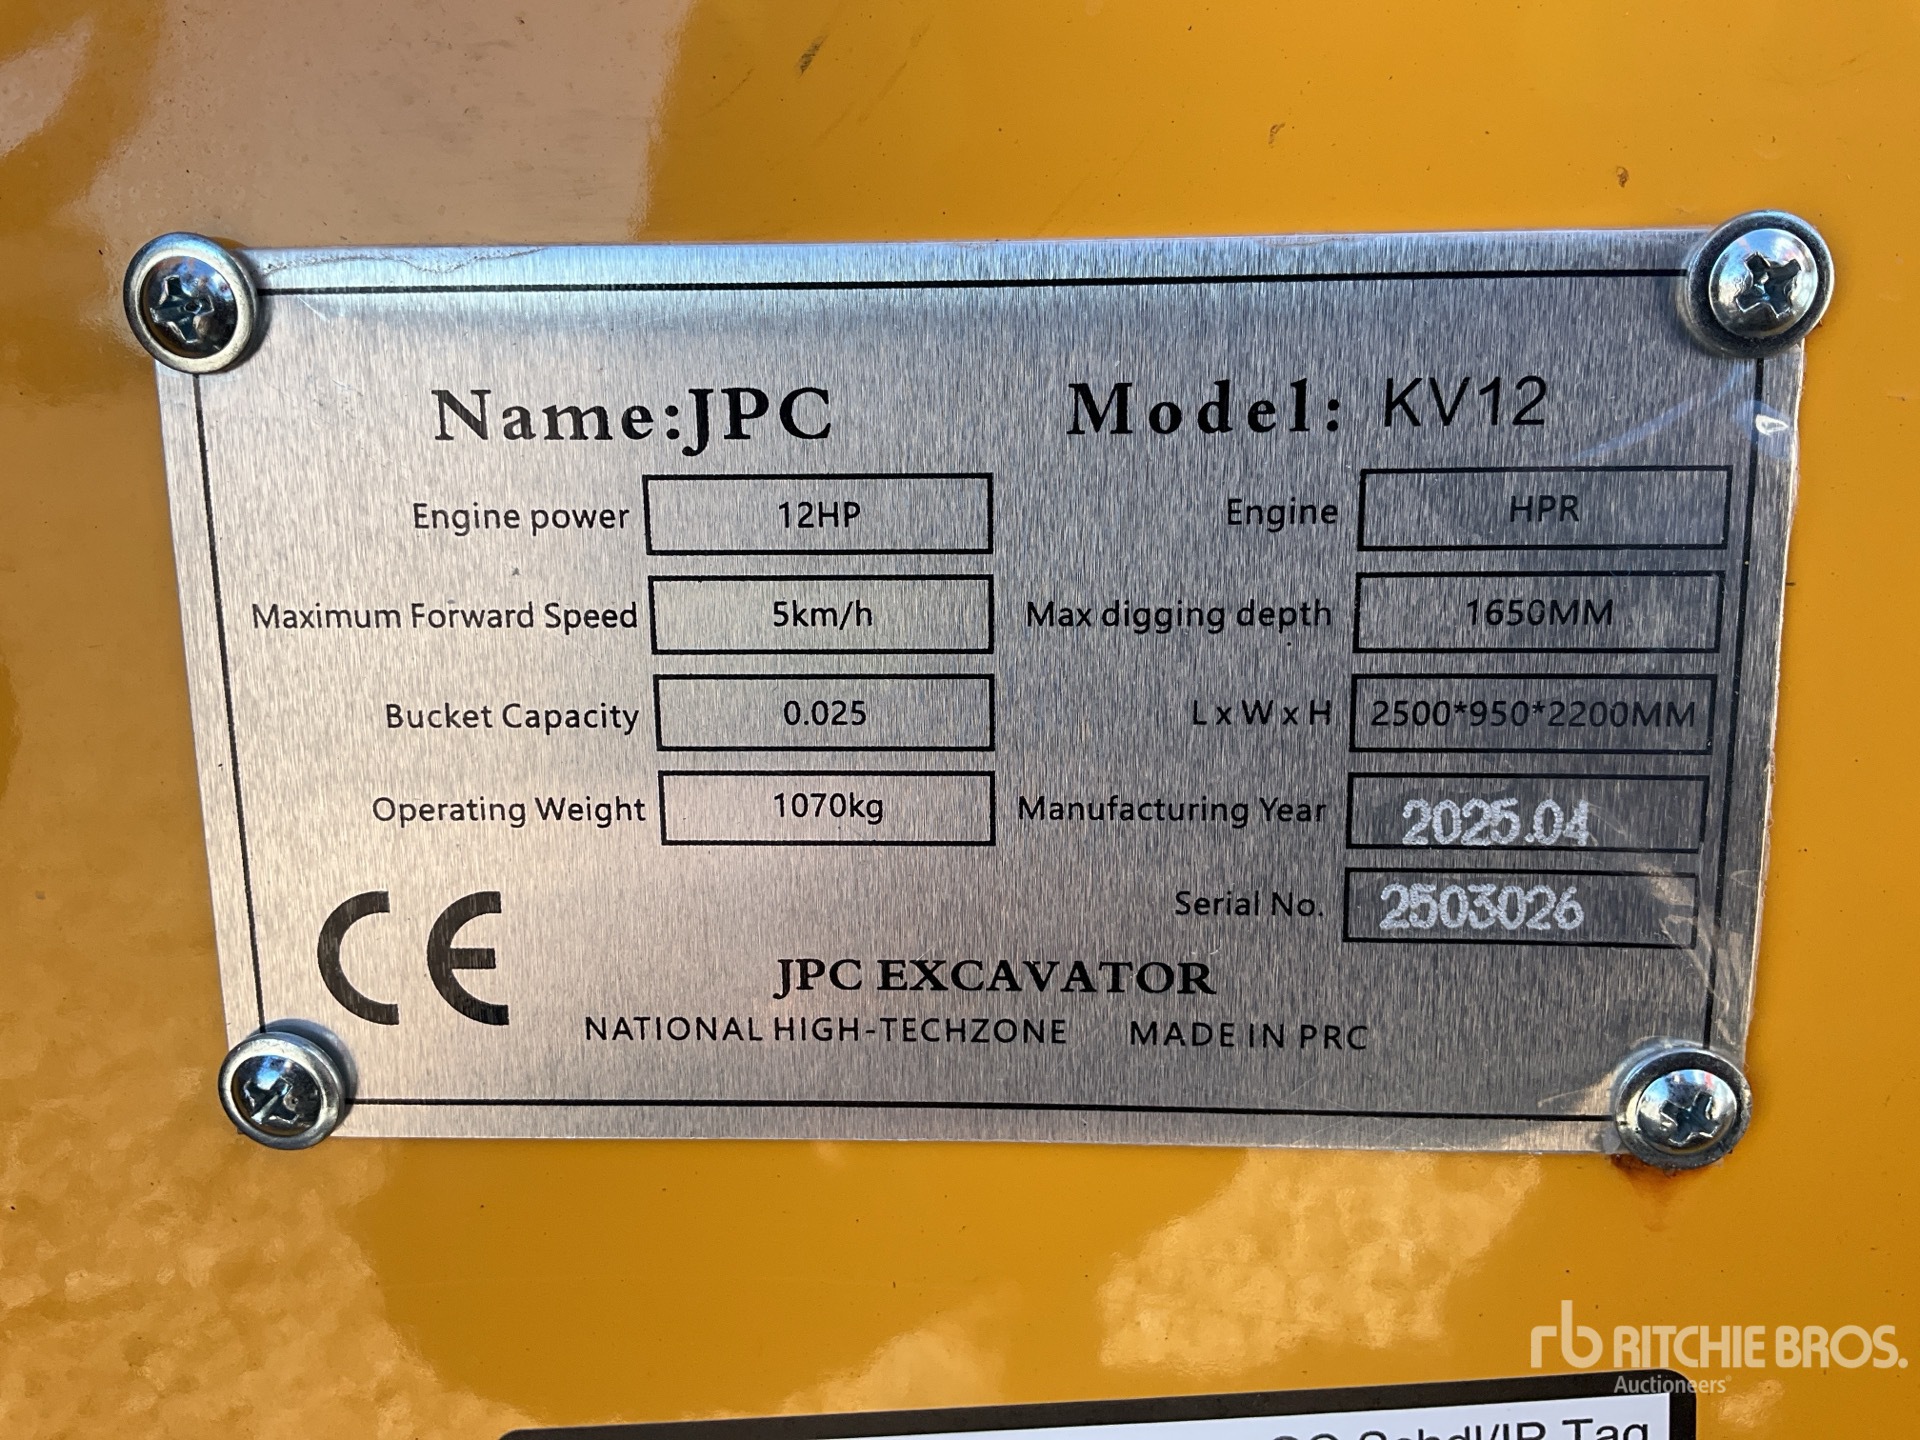 Name:JPC Model: KV12
Engine power 12HP Engine HPR
Maximum Forward Speed 5km/h Max digging depth 1650MM
Bucket Capacity 0.025 L x W x H 2500*950*2200MM
Operating Weight 1070kg Manufacturing Year 2025.04
Serial No. 2503026
CE
JPC EXCAVATOR
NATIONAL HIGH-TECHZONE MADE IN PRC
rb RITCHIE BROS.
Auctioneers
Tag